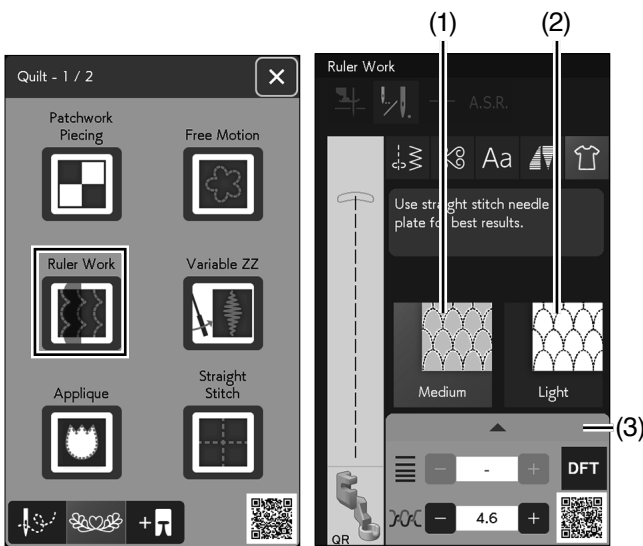 (1)
(2)
Quilt - 1 / 2
Patchwork
Piecing
Free Motion
Ruler Work
Variable ZZ
Applique
Straight
Stitch
Ruler Work
A.S.R.
Aa
Use straight stitch needle
plate for best results.
Medium
Light
(3)
-
-
+
DFT
-
4.6
+
QR